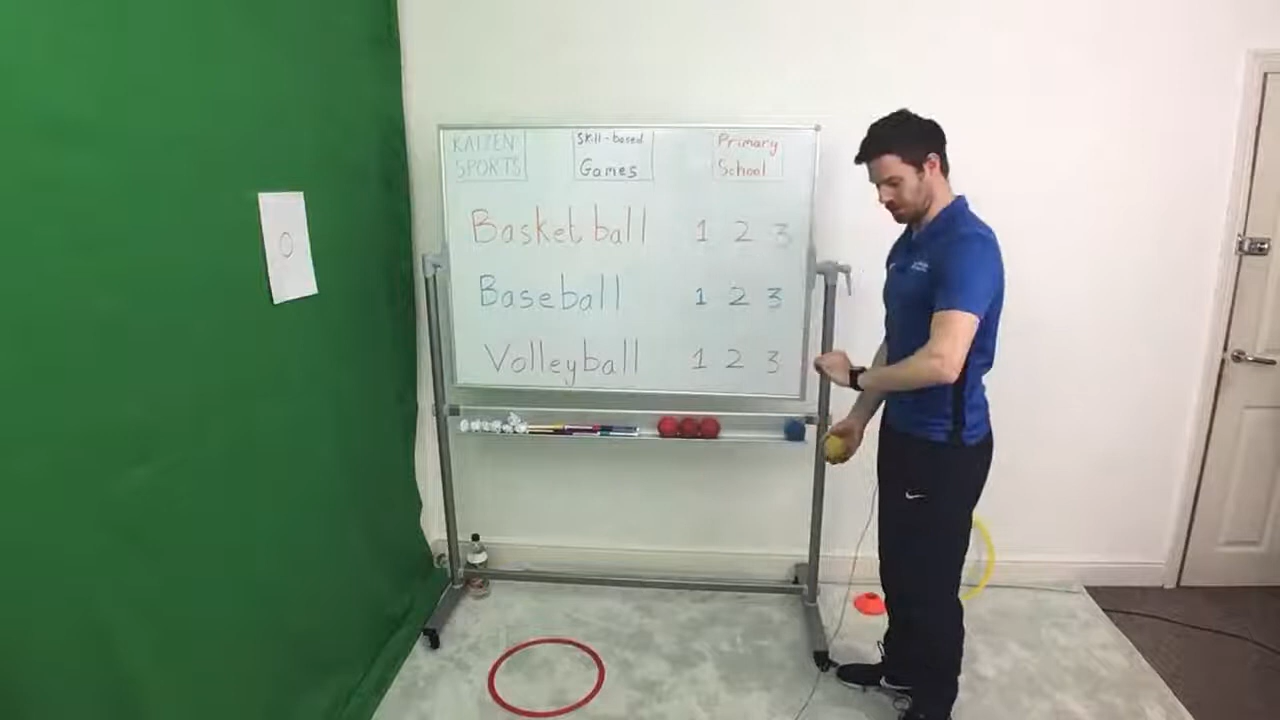 KAIZEN
SPORTS
Skill-based
Games
Primary
School
Basketball 1 2 3
Baseball 1 2 3
Volleyball 1 2 3
0